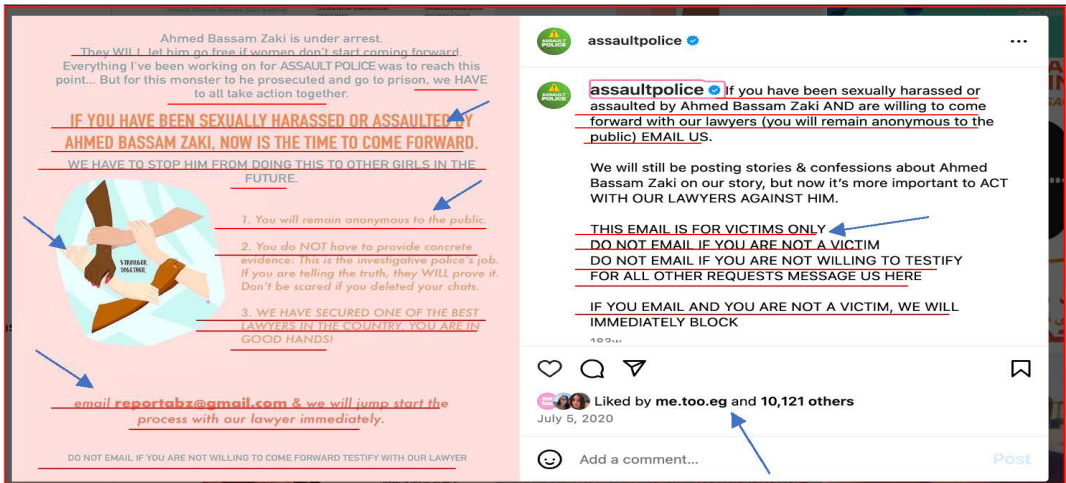 Ahmed Bassam Zaki is under arrest.
They WILL let him go free if women don't start coming forward
Everything I've been working on for ASSAULT POLICE was to reach this
point... But for this monster to be prosecuted and go to prison, we HAVE
to all take action together.
IF YOU HAVE BEEN SEXUALLY HARASSED OR ASSAULTED BY
AHMED BASSAM ZAKI, NOW IS THE TIME TO COME FORWARD.
WE HAVE TO STOP HIM FROM DOING THIS TO OTHER GIRLS IN THE
FUTURE.
STRONGER
TOGETHER
1. You will remain anonymous to the public.
2. You do NOT have to provide concrete
evidence: This is the investigative police's job.
If you are telling the truth, they WILL prove it.
Don't be scared if you deleted your chats.
3. WE HAVE SECURED ONE OF THE BEST
LAWYERS IN THE COUNTRY. YOU ARE IN
GOOD HANDS!
email reportabz@gmail.com & we will jump start the
process with our lawyer immediately.
DO NOT EMAIL IF YOU ARE NOT WILLING TO COME FORWARD TESTIFY WITH OUR LAWYER
ASSAULT
POLICE
assaultpolice
ASSAULT
POLICE
assaultpolice If you have been sexually harassed or
assaulted by Ahmed Bassam Zaki AND are willing to come
forward with our lawyers (you will remain anonymous to the
public) EMAIL US.
We will still be posting stories & confessions about Ahmed
Bassam Zaki on our story, but now it's more important to ACT
WITH OUR LAWYERS AGAINST HIM.
THIS EMAIL IS FOR VICTIMS ONLY
DO NOT EMAIL IF YOU ARE NOT A VICTIM
DO NOT EMAIL IF YOU ARE NOT WILLING TO TESTIFY
FOR ALL OTHER REQUESTS MESSAGE US HERE
IF YOU EMAIL AND YOU ARE NOT A VICTIM, WE WILL
IMMEDIATELY BLOCK
Liked by me.too.eg and 10,121 others
July 5, 2020
Add a comment...
Post